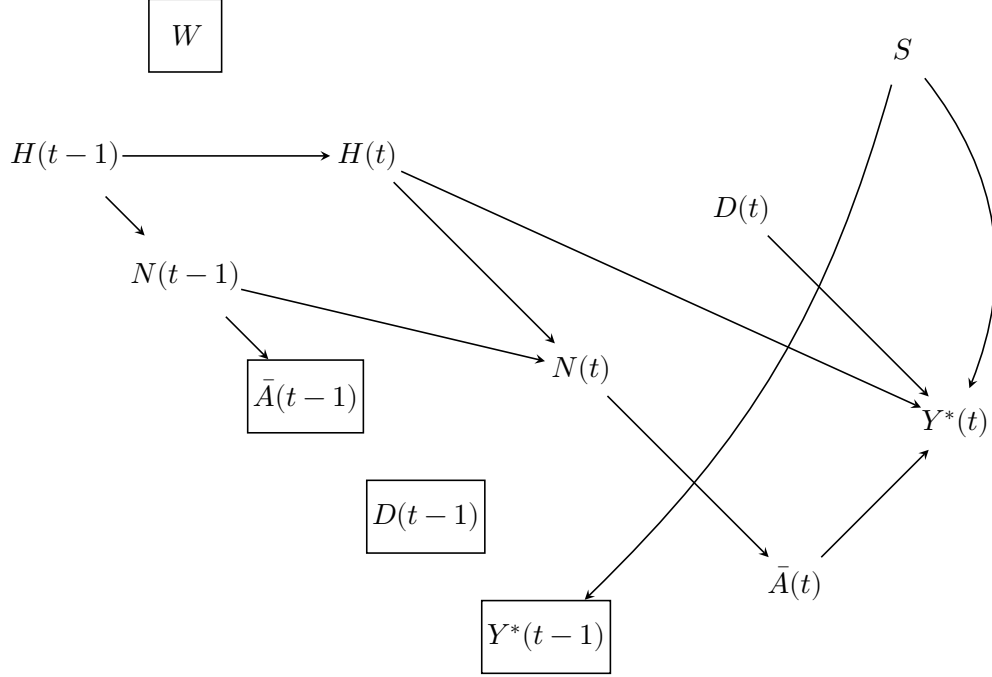 W
S
H(t − 1)
H(t)
D(t)
N(t − 1)
N(t)
Ā(t − 1)
Y*(t)
D(t − 1)
Ā(t)
Y*(t − 1)